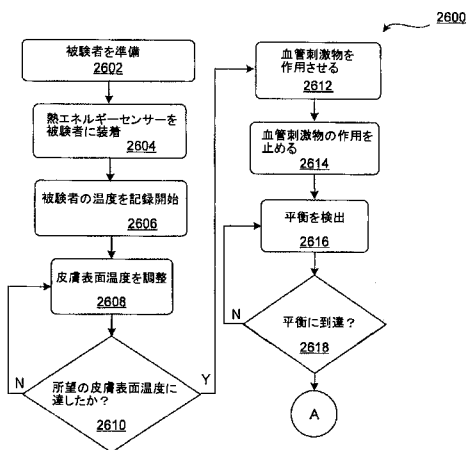 2600
被験者を準備
2602
熱エネルギーセンサーを
被験者に装着
2604
被験者の温度を記録開始
2606
皮膚表面温度を調整
2608
所望の皮膚表面温度に
達したか？
2610
N
Y
血管刺激物を
作用させる
2612
血管刺激物の作用を
止める
2614
平衡を検出
2616
平衡に到達？
2618
N
A